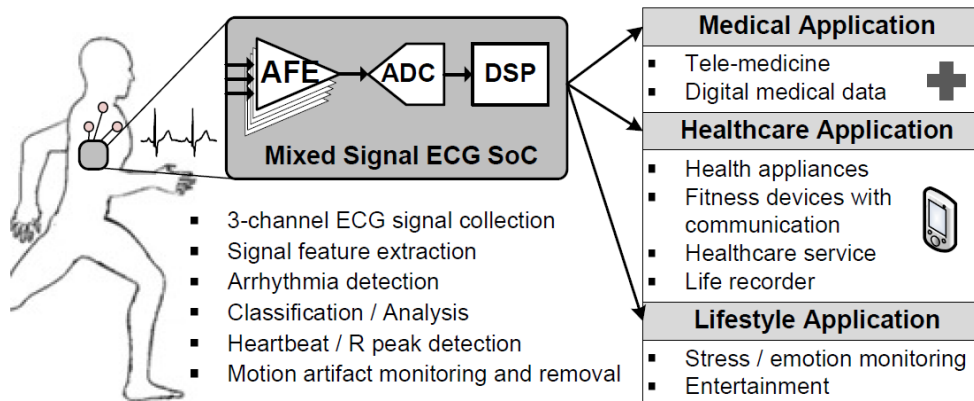 AFE
ADC
DSP
Mixed Signal ECG SoC
▪ 3-channel ECG signal collection
▪ Signal feature extraction
▪ Arrhythmia detection
▪ Classification / Analysis
▪ Heartbeat / R peak detection
▪ Motion artifact monitoring and removal
Medical Application
▪ Tele-medicine
▪ Digital medical data
Healthcare Application
▪ Health appliances
▪ Fitness devices with
communication
▪ Healthcare service
▪ Life recorder
Lifestyle Application
▪ Stress / emotion monitoring
▪ Entertainment